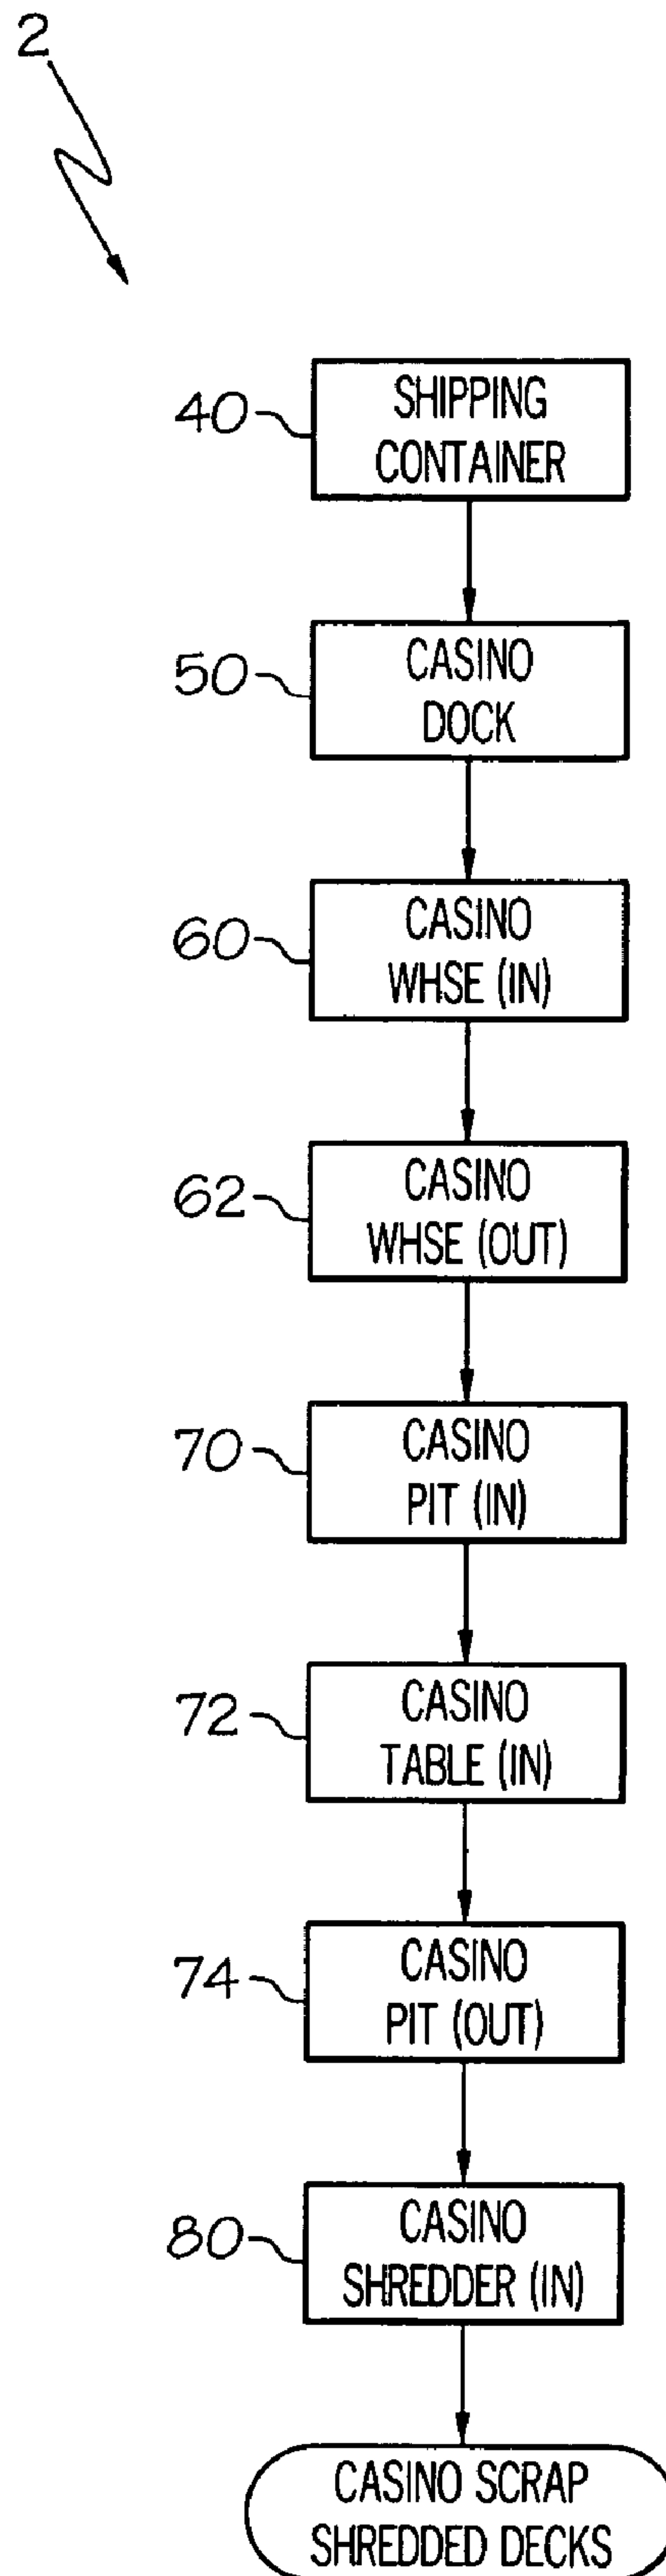 2
40
SHIPPING
CONTAINER
50
CASINO
DOCK
60
CASINO
WHSE (IN)
62
CASINO
WHSE (OUT)
70
CASINO
PIT (IN)
72
CASINO
TABLE (IN)
74
CASINO
PIT (OUT)
80
CASINO
SHREDDER (IN)
CASINO SCRAP
SHREDDED DECKS